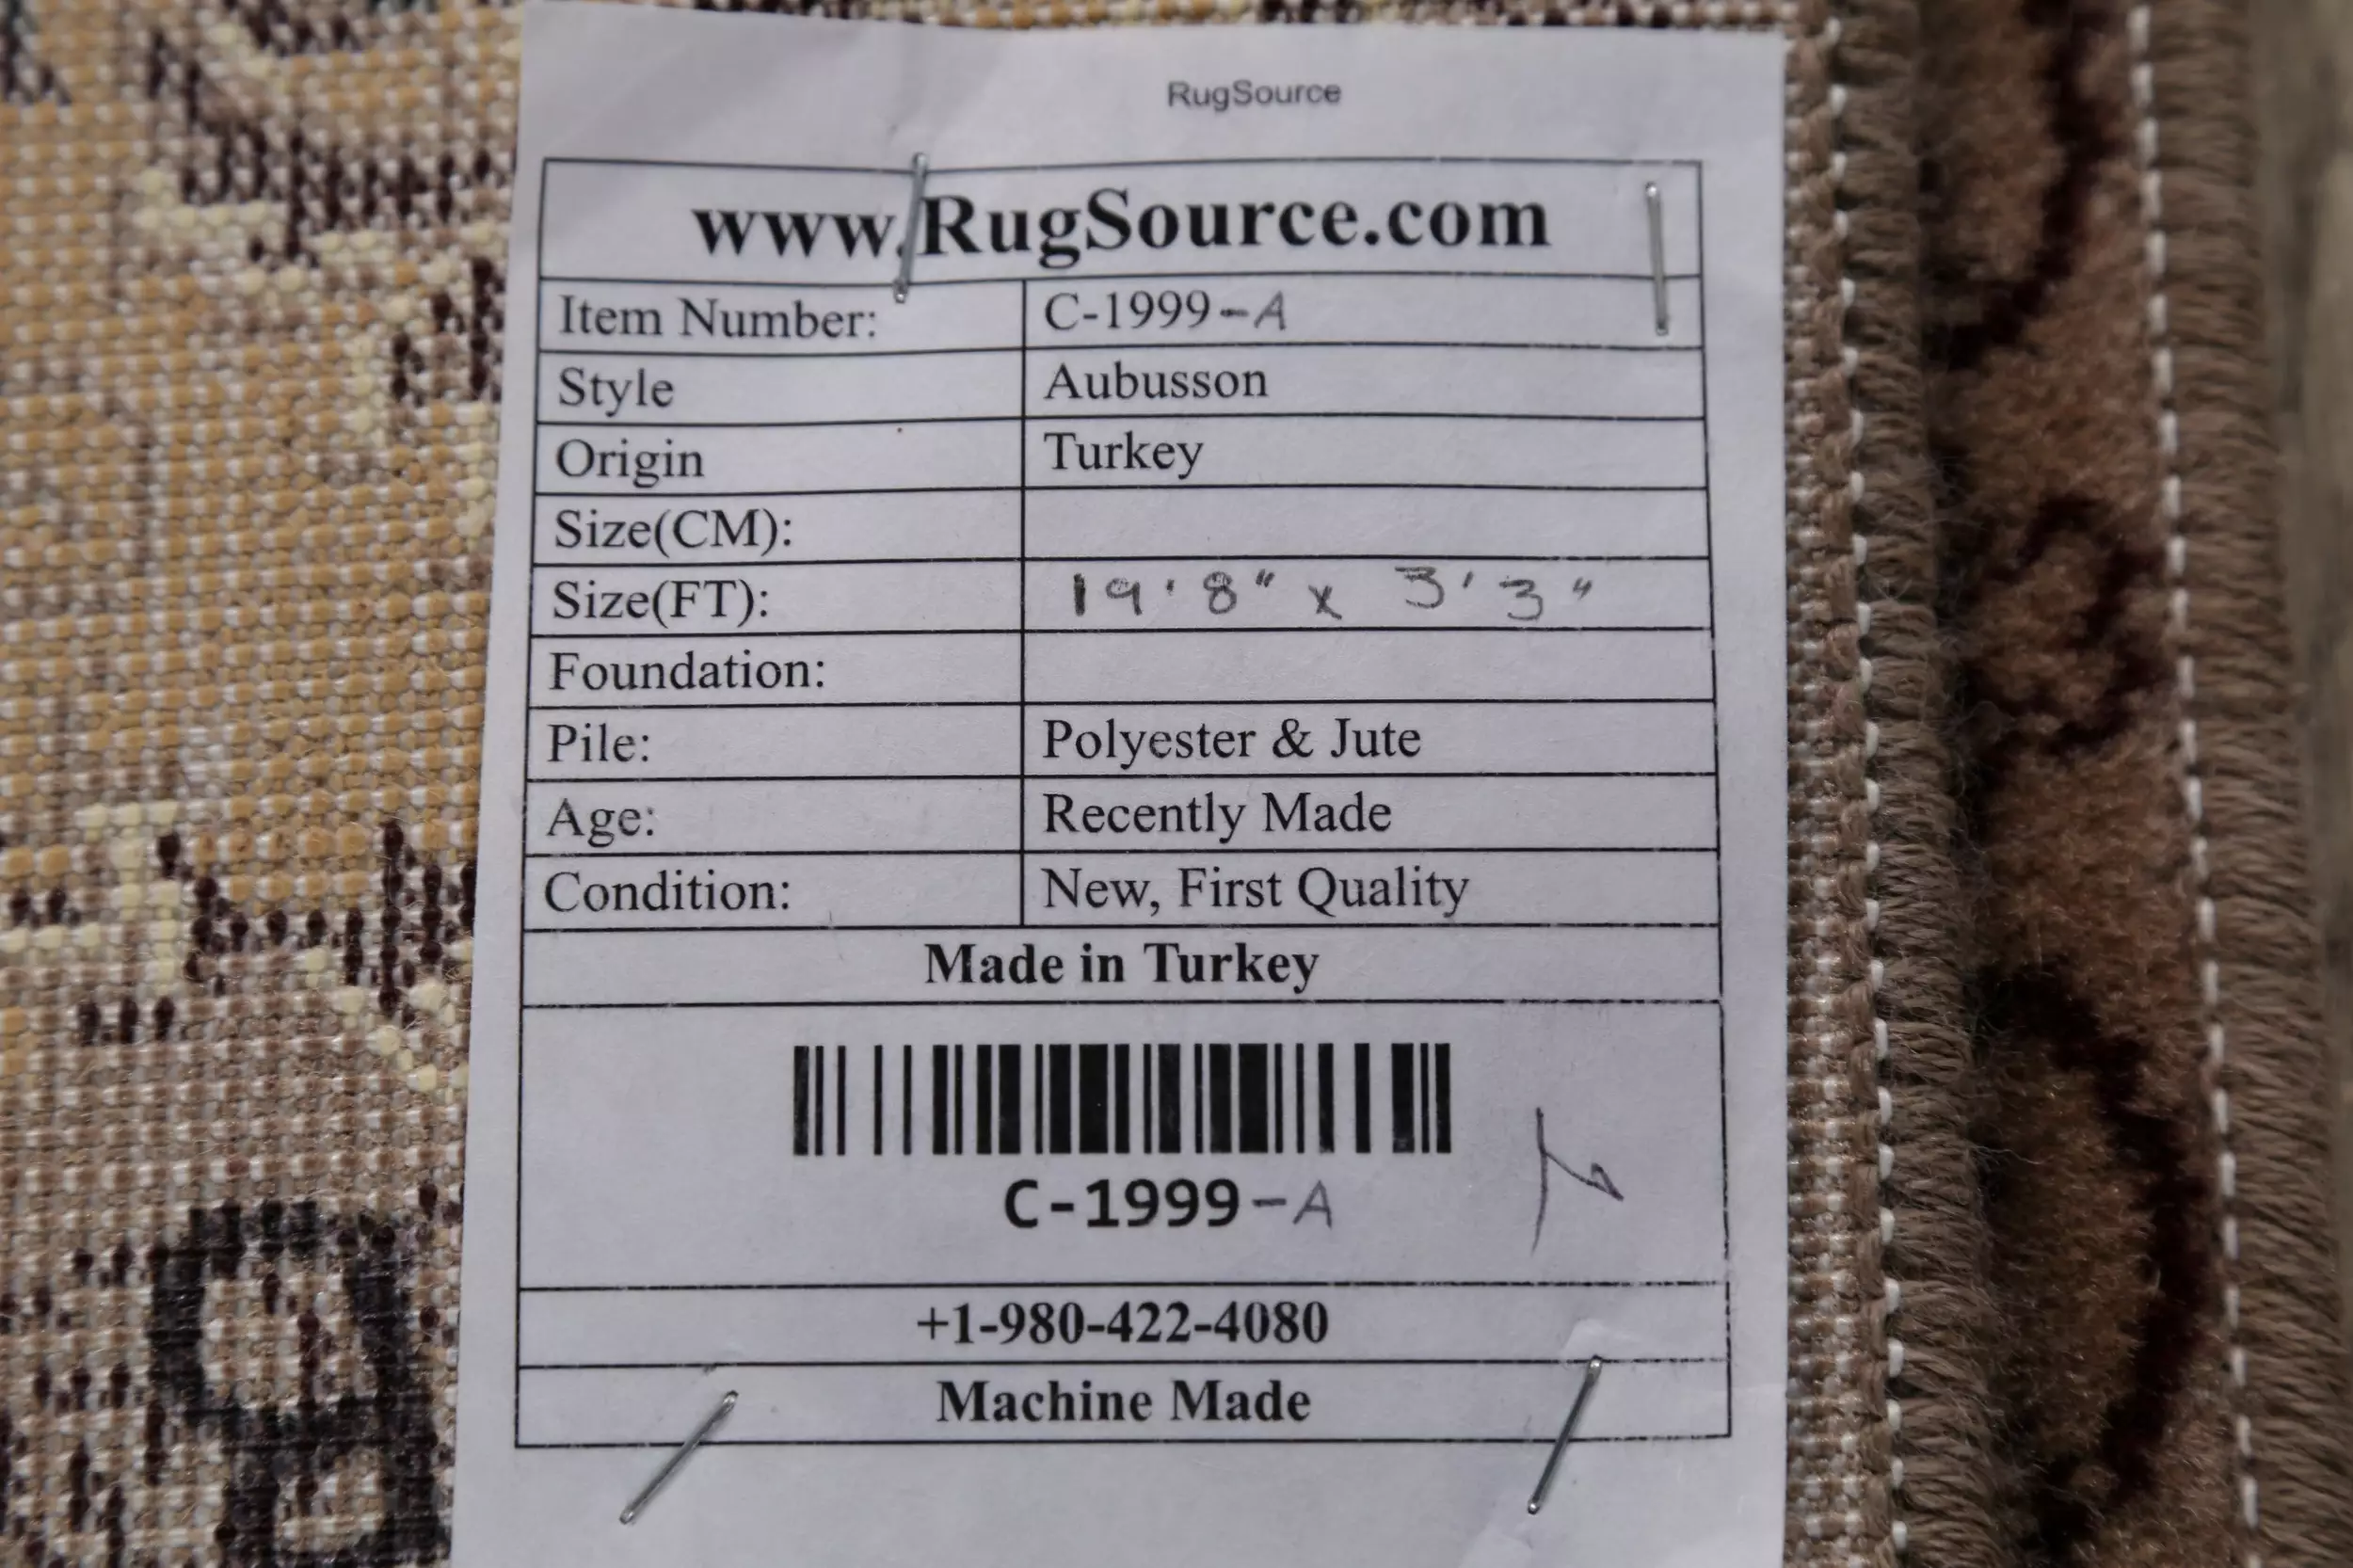 RugSource
www.RugSource.com
Item Number: C-1999-A
Style Aubusson
Origin Turkey
Size(CM):
Size(FT): 19'8" x 3'3"
Foundation:
Pile: Polyester & Jute
Age: Recently Made
Condition: New, First Quality
Made in Turkey
C-1999-A
+1-980-422-4080
Machine Made